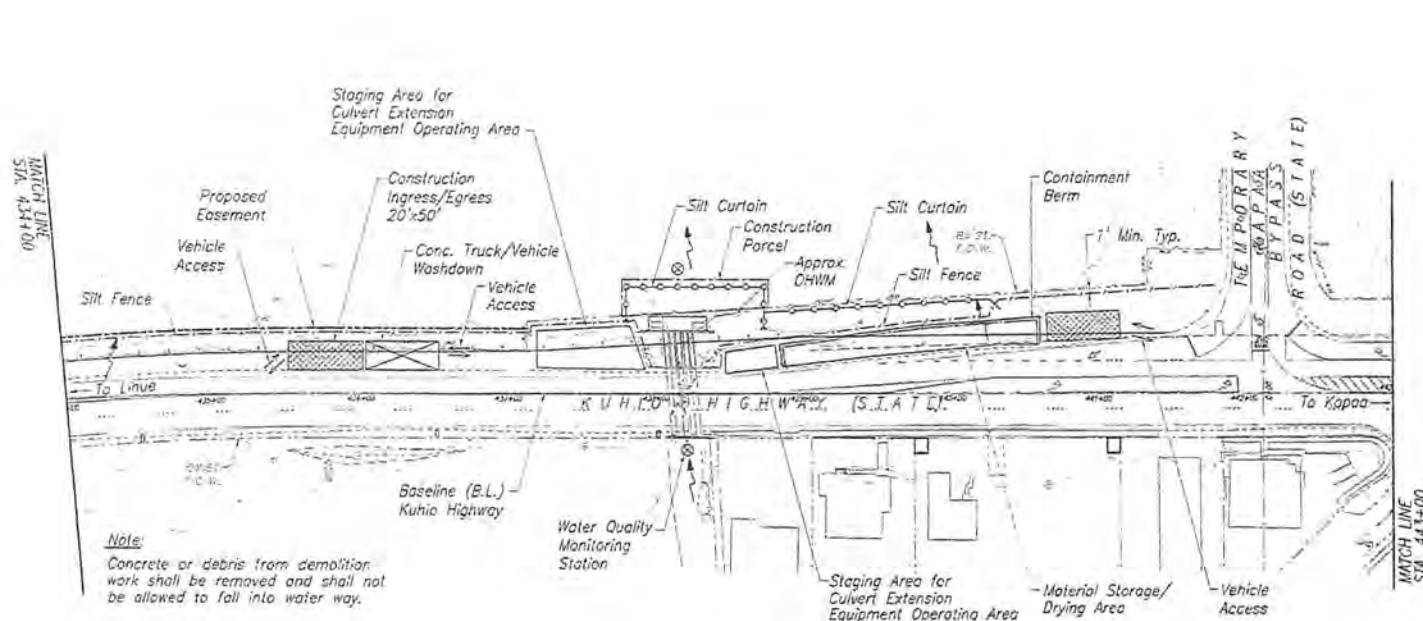 Staging Area for
Culvert Extension
Equipment Operating Area
MATCH LINE
STA. 434+00
Proposed
Easement
Construction
Ingress/Egress
20'x50'
Silt Curtain
Silt Curtain
Containment
Berm
Construction
Parcel
1' Min. Typ.
Vehicle
Access
Conc. Truck/Vehicle
Washdown
Approx.
OHWM
Silt Fence
Vehicle
Access
Silt Fence
TEMPORARY
KAPAA
BYPASS
ROAD (STATE)
To Lihue
KUHIO HIGHWAY (STATE)
To Kapaa
Baseline (B.L.)
Kuhio Highway
Water Quality
Monitoring
Station
Note:
Concrete or debris from demolition
work shall be removed and shall not
be allowed to fall into water way.
Staging Area for
Culvert Extension
Equipment Operating Area
Material Storage/
Drying Area
Vehicle
Access
MATCH LINE